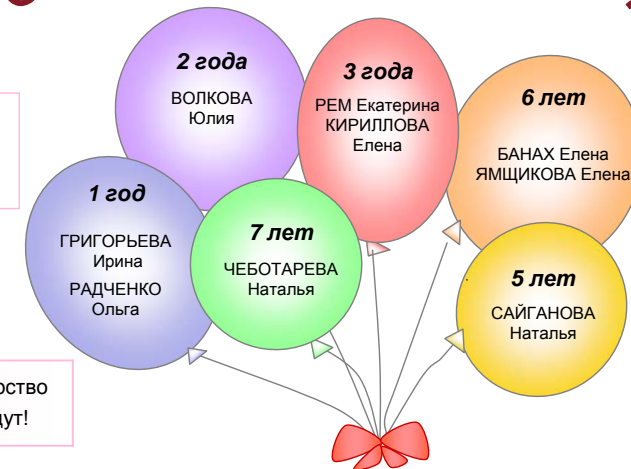 2 года
ВОЛКОВА
Юлия
3 года
РЕМ Екатерина
КИРИЛЛОВА
Елена
6 лет
БАНАХ Елена
ЯМЩИКОВА Елена
1 год
ГРИГОРЬЕВА
Ирина
РАДЧЕНКО
Ольга
7 лет
ЧЕБОТАРЕВА
Наталья
5 лет
САЙГАНОВА
Наталья